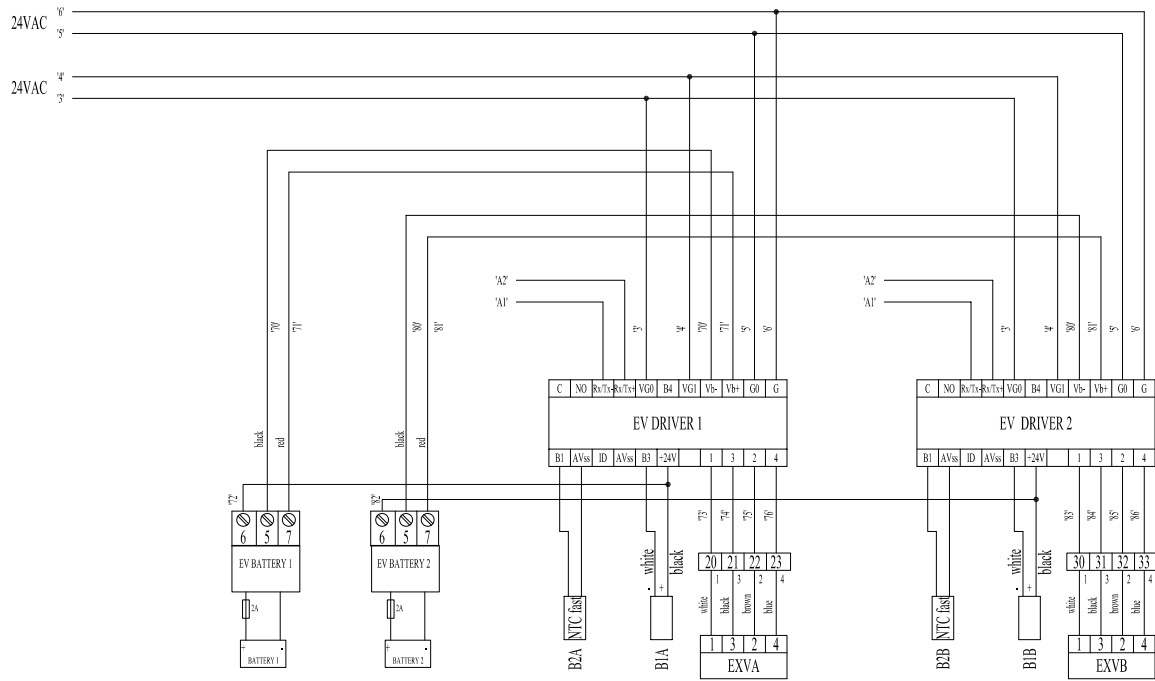 24VAC '6'
'5'
24VAC '4'
'3'
'A2'
'A1'
'A2'
'A1'
'70' '71' '80' '81' '3' '4' '70' '71' '5' '6' '3' '4' '80' '81' '5' '6'
C NO Rx/Tx- Rx/Tx+ VG0 B4 VG1 Vb- Vb+ G0 G
EV DRIVER 1
B1 AVss ID AVss B3 +24V 1 3 2 4
C NO Rx/Tx- Rx/Tx+ VG0 B4 VG1 Vb- Vb+ G0 G
EV DRIVER 2
B1 AVss ID AVss B3 +24V 1 3 2 4
black red black red
'72' '82'
6 5 7
EV BATTERY 1
2A
+ -
BATTERY 1
6 5 7
EV BATTERY 2
2A
+ -
BATTERY 2
'73' '74' '75' '76'
white black
20 21 22 23
1 3 2 4
NTC fast
B2A
- +
B1A
white black brown blue
1 3 2 4
EXVA
'83' '84' '85' '86'
white black
30 31 32 33
1 3 2 4
NTC fast
B2B
- +
B1B
white black brown blue
1 3 2 4
EXVB